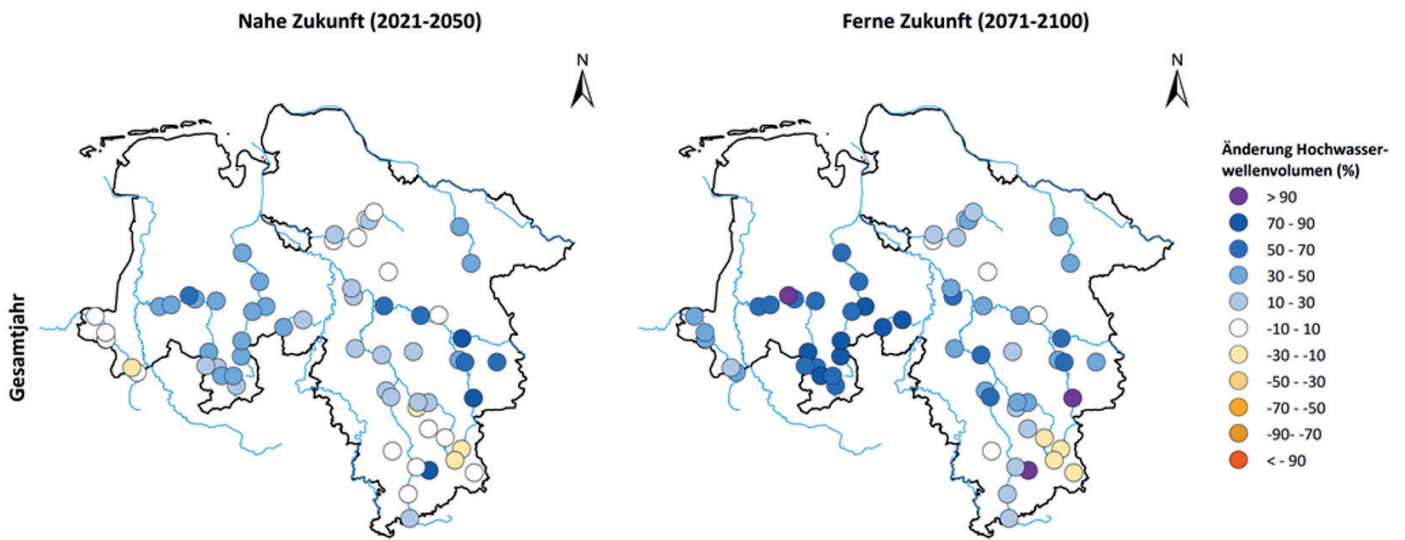 Nahe Zukunft (2021-2050)
Ferne Zukunft (2071-2100)
N
N
Gesamtjahr
Änderung Hochwasser-
wellenvolumen (%)
> 90
70 - 90
50 - 70
30 - 50
10 - 30
-10 - 10
-30 - -10
-50 - -30
-70 - -50
-90- -70
< - 90